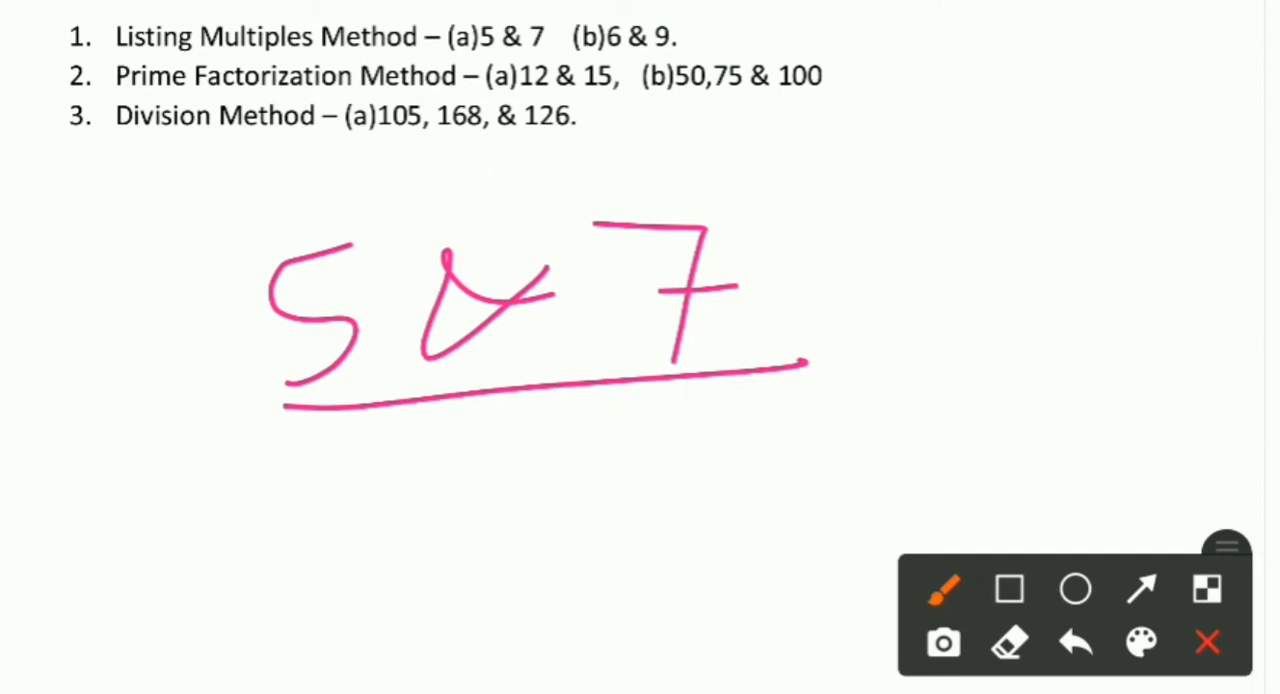 1. Listing Multiples Method – (a)5 & 7 (b)6 & 9.
2. Prime Factorization Method – (a)12 & 15, (b)50,75 & 100
3. Division Method – (a)105, 168, & 126.
5 & 7